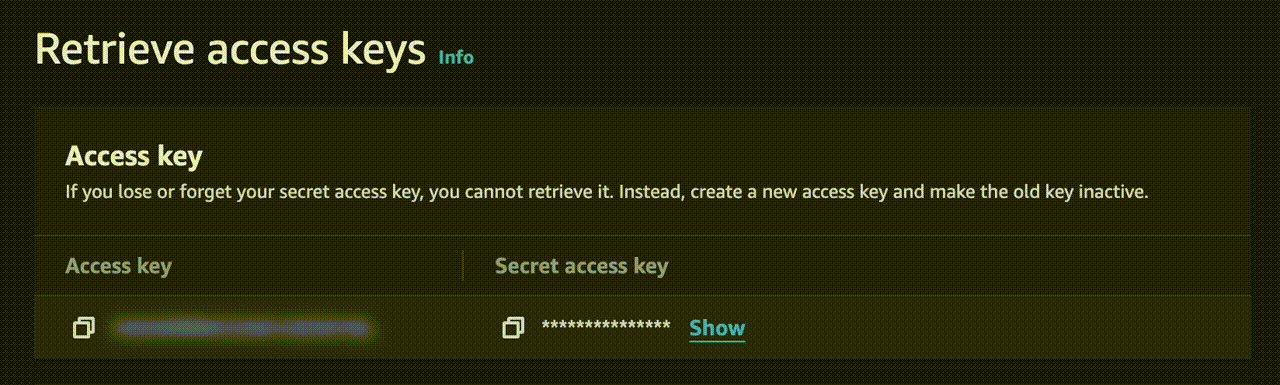 Retrieve access keys Info
Access key
If you lose or forget your secret access key, you cannot retrieve it. Instead, create a new access key and make the old key inactive.
Access key Secret access key
*************** Show